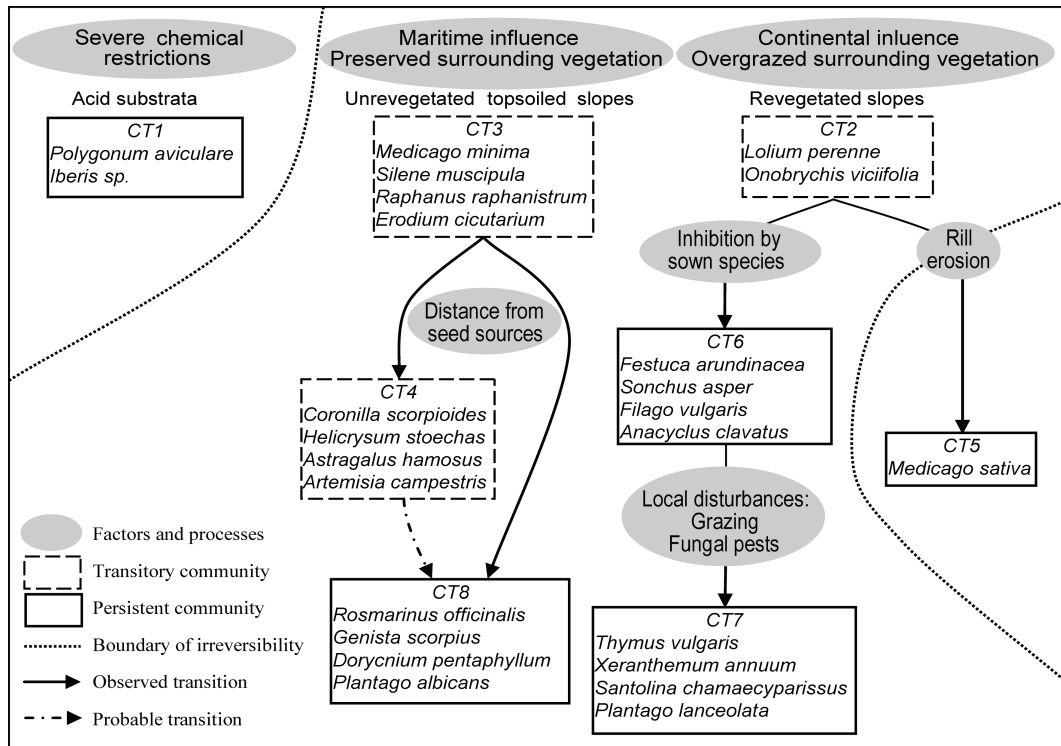 Severe chemical
restrictions
Acid substrata
CT1
Polygonum aviculare
Iberis sp.
Maritime influence
Preserved surrounding vegetation
Unrevegetated topsoiled slopes
CT3
Medicago minima
Silene muscipula
Raphanus raphanistrum
Erodium cicutarium
Distance from
seed sources
CT4
Coronilla scorpioides
Helicrysum stoechas
Astragalus hamosus
Artemisia campestris
CT8
Rosmarinus officinalis
Genista scorpius
Dorycnium pentaphyllum
Plantago albicans
Continental inluence
Overgrazed surrounding vegetation
Revegetated slopes
CT2
Lolium perenne
Onobrychis viciifolia
Inhibition by
sown species
Rill
erosion
CT6
Festuca arundinacea
Sonchus asper
Filago vulgaris
Anacyclus clavatus
CT5
Medicago sativa
Local disturbances:
Grazing
Fungal pests
CT7
Thymus vulgaris
Xeranthemum annuum
Santolina chamaecyparissus
Plantago lanceolata
Factors and processes
Transitory community
Persistent community
Boundary of irreversibility
Observed transition
Probable transition